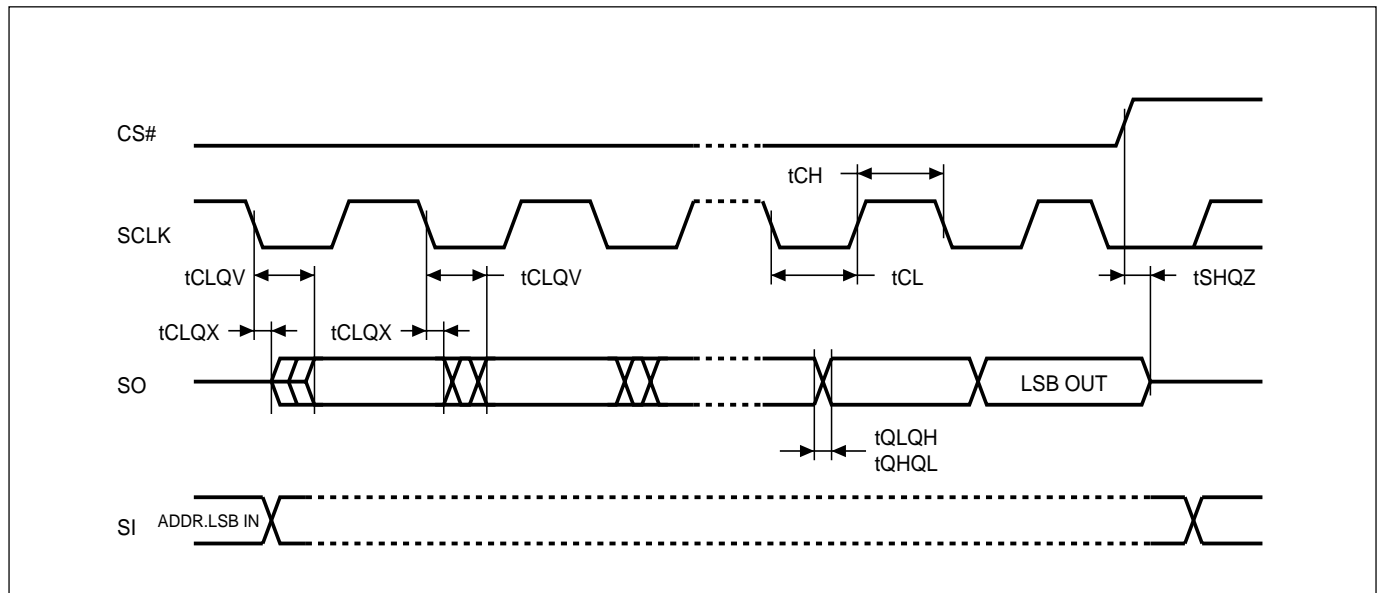 CS#
tCH
SCLK
tCLQV
tCLQV
tCL
tSHQZ
tCLQX
tCLQX
SO
LSB OUT
tQLQH
tQHQL
SI
ADDR.LSB IN